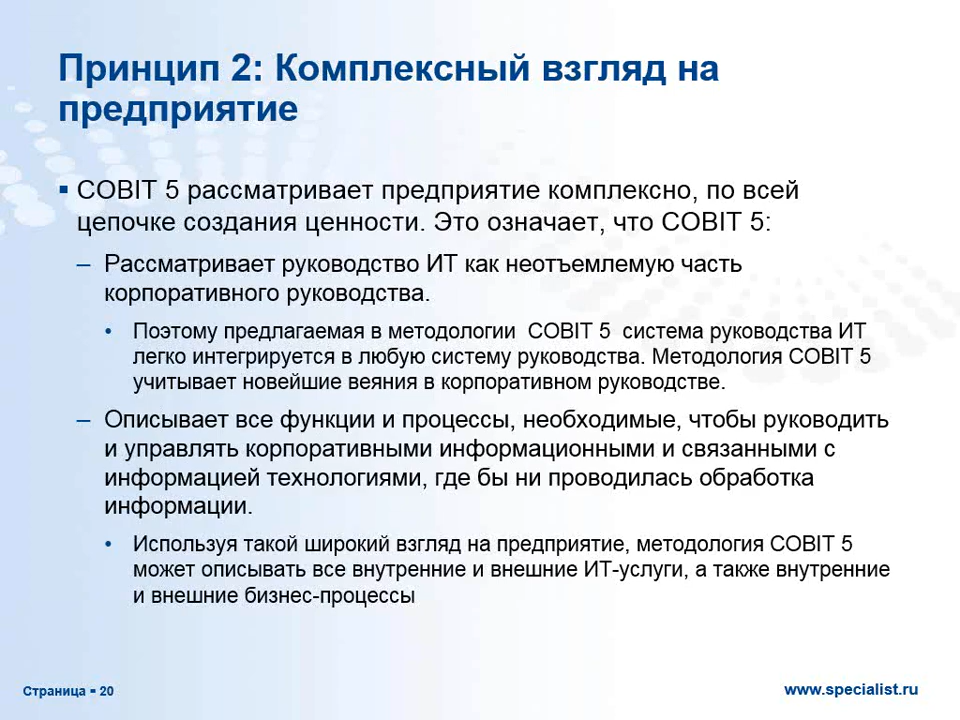 Принцип 2: Комплексный взгляд на
предприятие
▪ COBIT 5 рассматривает предприятие комплексно, по всей
цепочке создания ценности. Это означает, что COBIT 5:
– Рассматривает руководство ИТ как неотъемлемую часть
корпоративного руководства.
• Поэтому предлагаемая в методологии COBIT 5 система руководства ИТ
легко интегрируется в любую систему руководства. Методология COBIT 5
учитывает новейшие веяния в корпоративном руководстве.
– Описывает все функции и процессы, необходимые, чтобы руководить
и управлять корпоративными информационными и связанными с
информацией технологиями, где бы ни проводилась обработка
информации.
• Используя такой широкий взгляд на предприятие, методология COBIT 5
может описывать все внутренние и внешние ИТ-услуги, а также внутренние
и внешние бизнес-процессы
Страница ▪ 20
www.specialist.ru